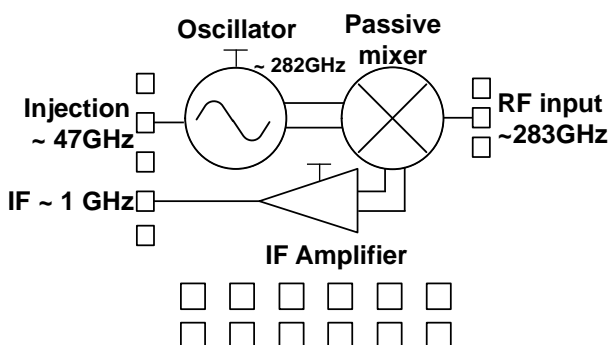 Oscillator
Passive
mixer
~ 282GHz
Injection
~ 47GHz
RF input
~283GHz
IF ~ 1 GHz
IF Amplifier